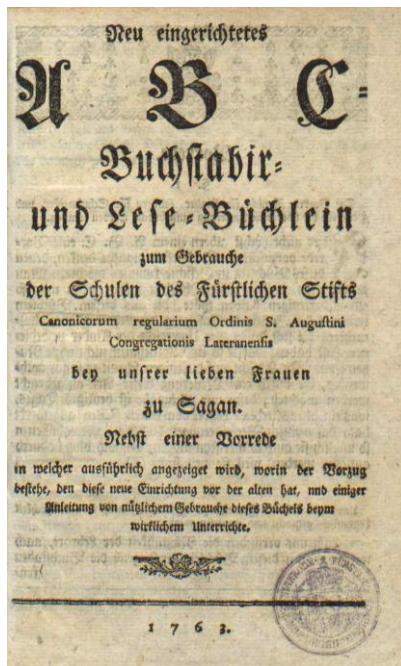 Neu eingerichtetes
A B C-
Buchstabir-
und Lese-Büchlein
zum Gebrauche
der Schulen des Fürstlichen Stifts
Canonicorum regularium Ordinis S. Augustini
Congregationis Lateranensis
bey unsrer lieben Frauen
zu Sagan.
Nebst einer Vorrede
in welcher ausführlich angezeiget wird, worin der Vorzug
bestehe, den diese neue Einrichtung vor der alten hat, und einiger
Anleitung von nützlichem Gebrauche dieses Büchels beym
wirklichem Unterrichte.
1763.